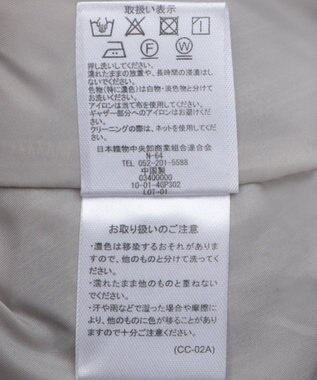 取扱い表示
F
W
押し洗いしてください。
濡れたままの放置や、長時間の浸漬はし
ないでください。
色物(特に濃色)は白物・淡色物と分けて
お洗いください。
アイロンは当て布を使用してください。
ギャザー部分へのアイロンはお避けくださ
い。
クリーニングの際は、ネットを使用してく
ださい。
日本織物中央卸商業組合連合会
N-64
TEL 052-201-5588
中国製
03400000
10-01-4GP302
LOT-01
お取り扱いのご注意
・濃色は移染するおそれがありま
すので、他のものと分けて洗ってく
ださい。
・濡れたまま他のものと重ねない
でください。
・汗や雨などで湿った場合や摩擦に
より、他のものに色が移ることがあ
りますので十分ご注意ください。
(CC-02A)